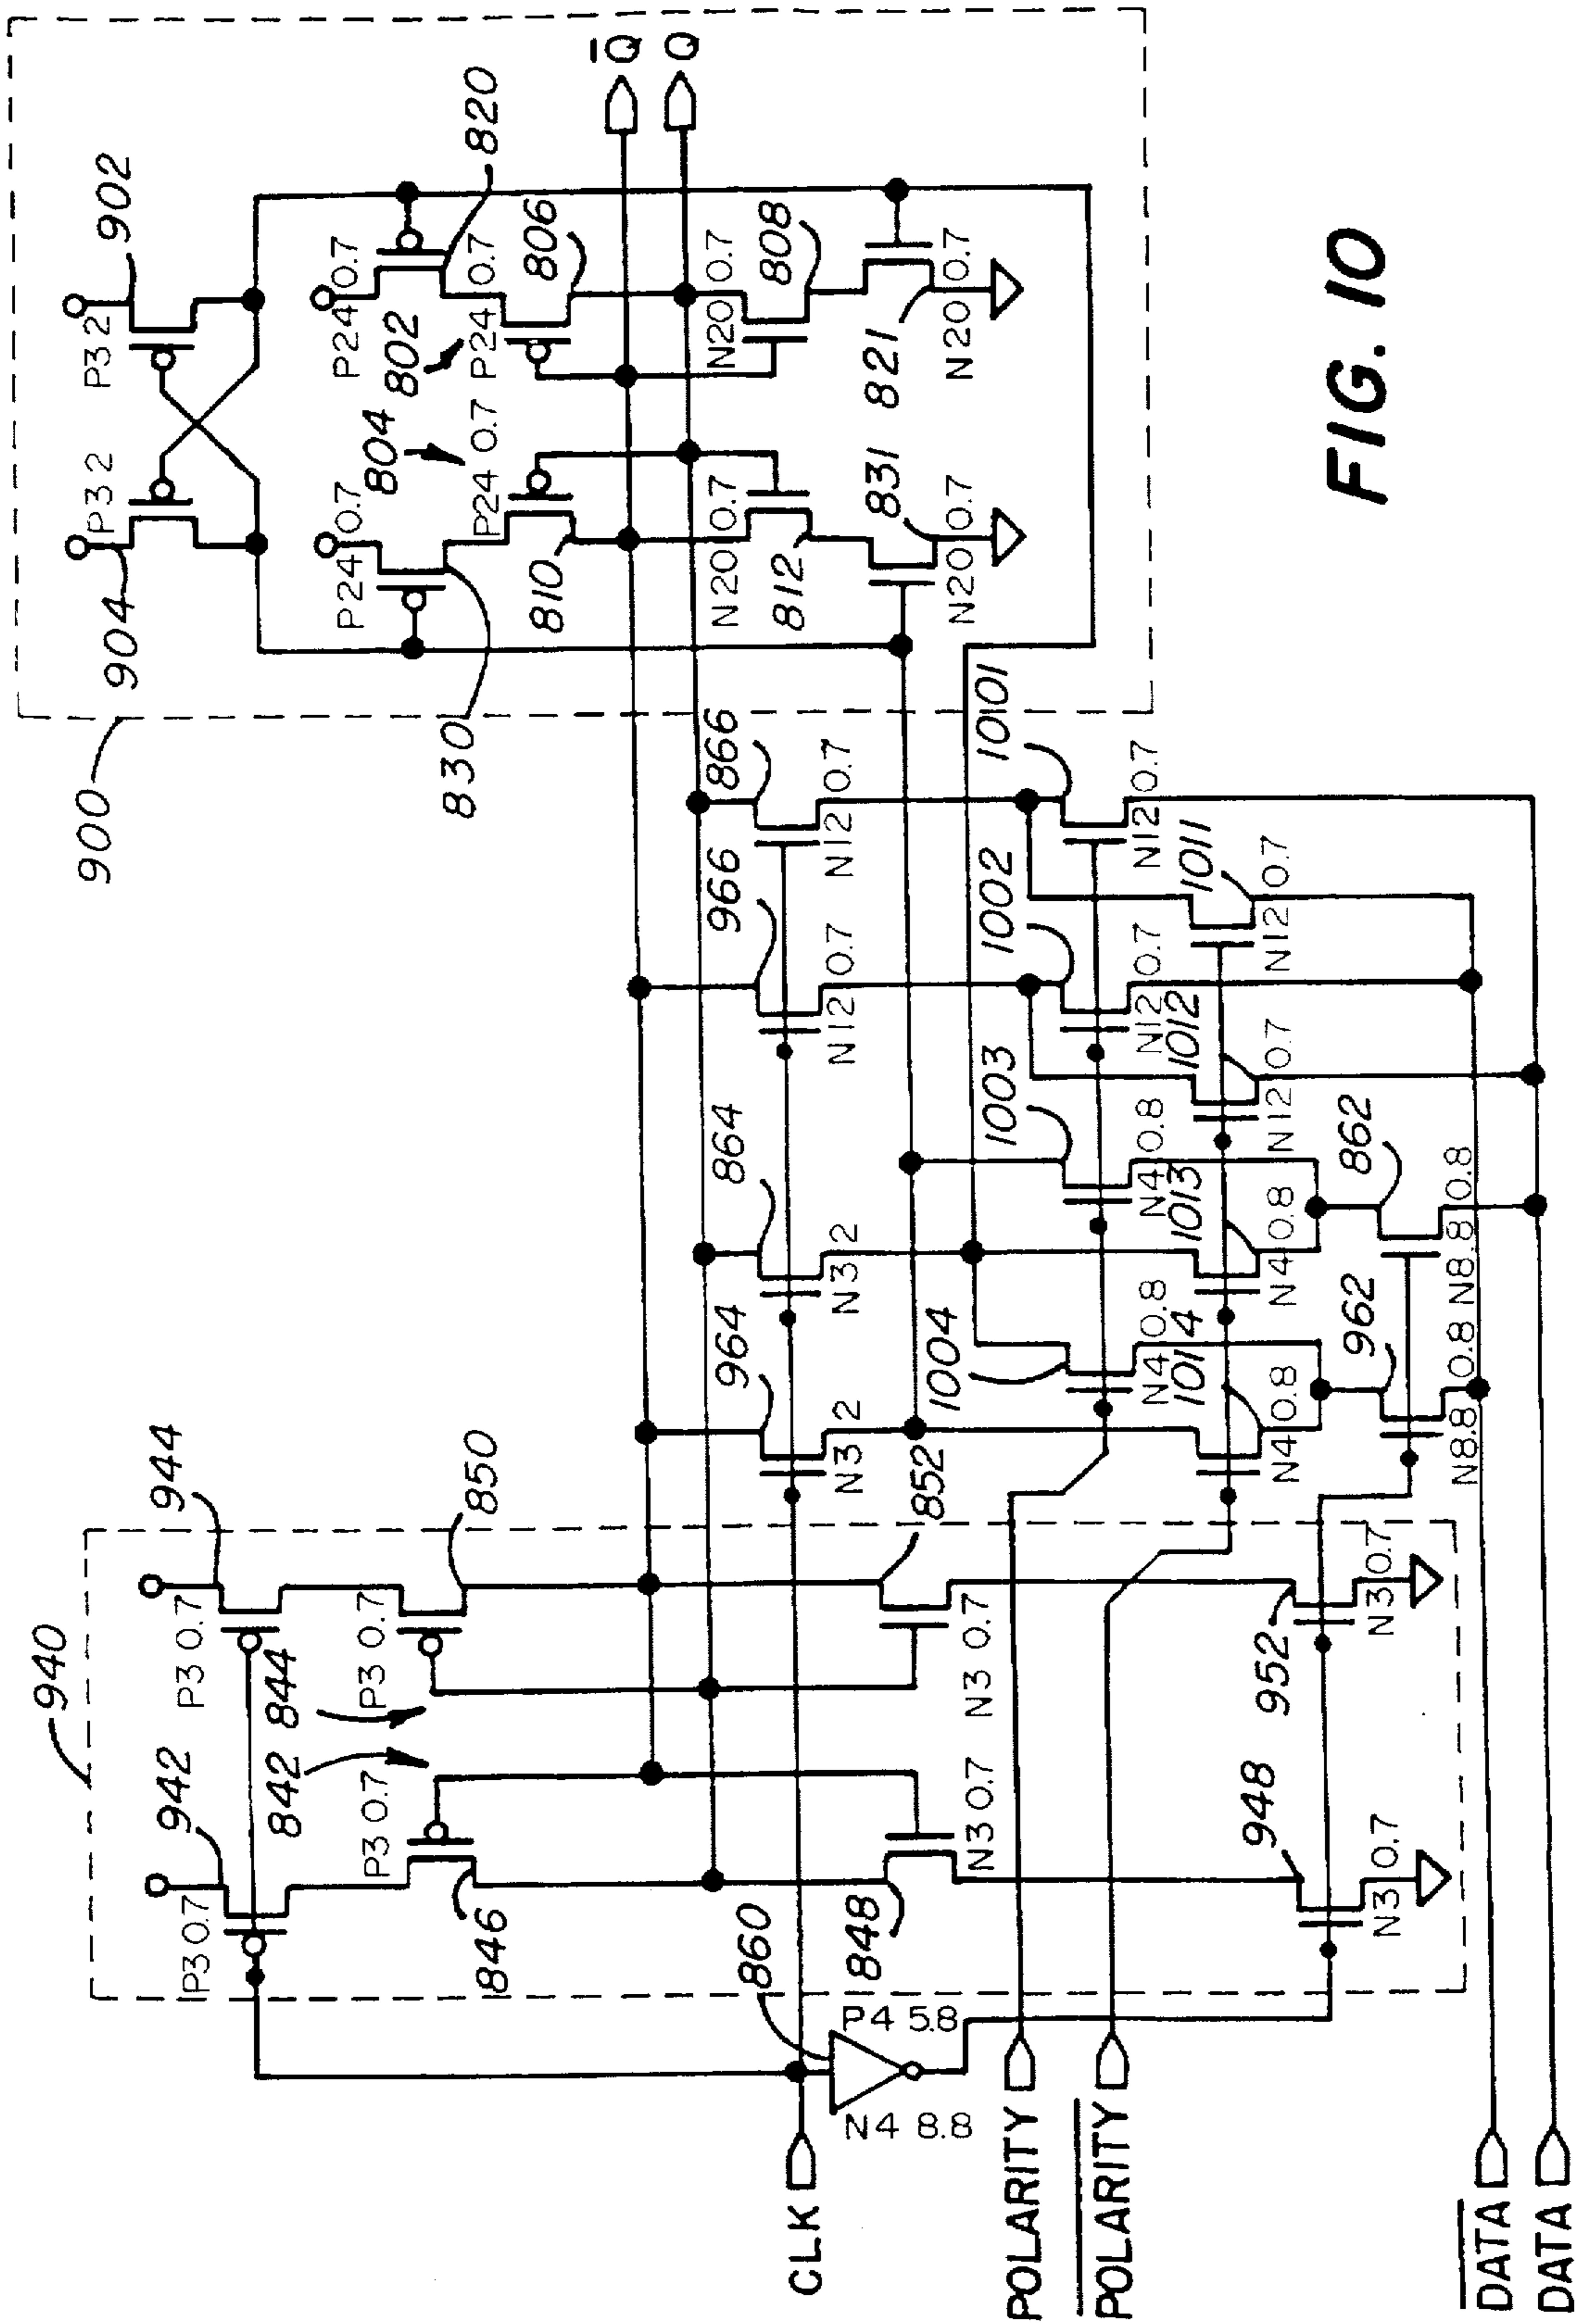 900
904
P3 2
P3 2
902
P24 0.7
804
P24 0.7
802
P24 0.7
P24 0.7
820
830
810
806
Q̅
Q
N20 0.7
812
N20 0.7
808
831
N20 0.7
821
N20 0.7
940
942
P3 0.7
944
P3 0.7
842
844
P3 0.7
P3 0.7
846
850
860
848
852
P4 5.8
N4 8.8
N3 0.7
N3 0.7
948
952
N3 0.7
N3 0.7
964
864
966
866
N3 2
N3 2
N12 0.7
N12 0.7
1004
1003
1002
1001
N4 0.8
N4 0.8
N12 0.7
N12 0.7
1014
1013
1012
1011
N4 0.8
N4 0.8
N12 0.7
N12 0.7
962
862
N8.8 0.8
N8.8 0.8
CLK
POLARITY
P̅O̅L̅A̅R̅I̅T̅Y̅
D̅A̅T̅A̅
DATA
FIG. 10